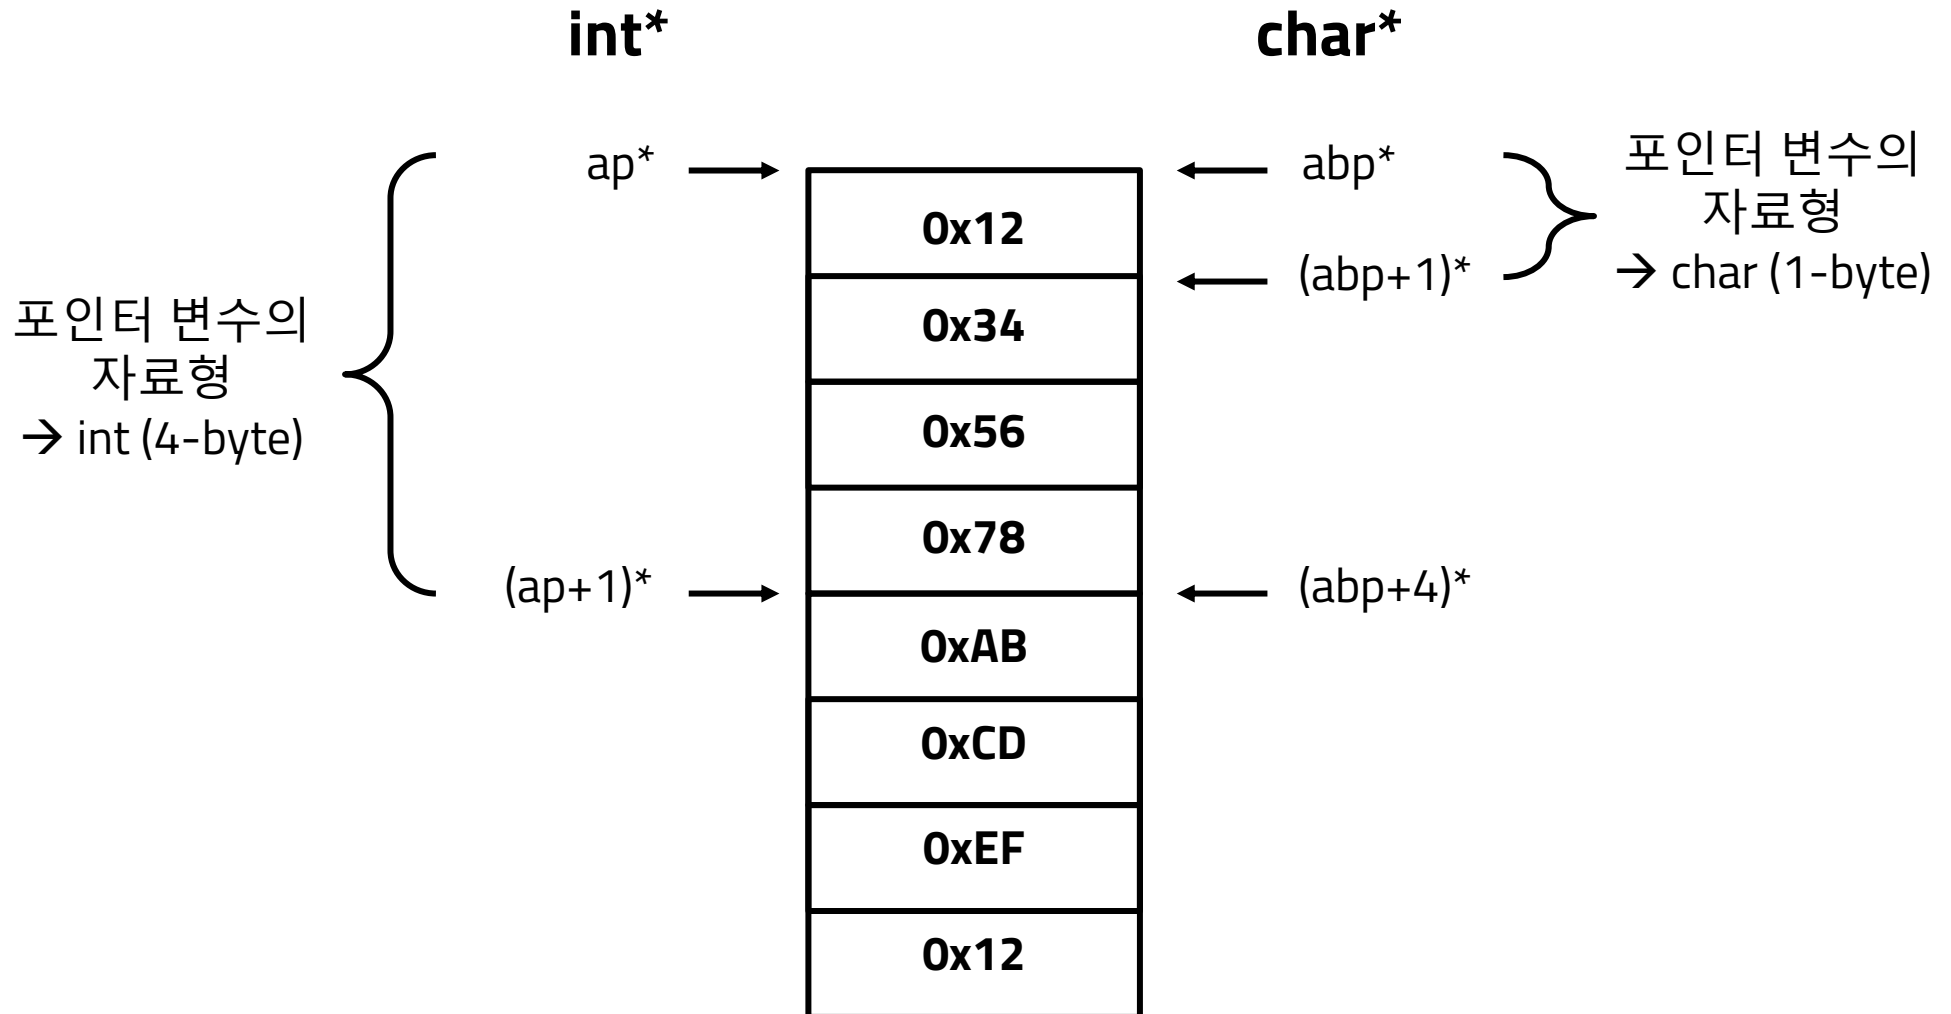 int*
char*
ap*
abp*
포인터 변수의
자료형
→ char (1-byte)
0x12
(abp+1)*
0x34
포인터 변수의
자료형
→ int (4-byte)
0x56
0x78
(ap+1)*
(abp+4)*
0xAB
0xCD
0xEF
0x12